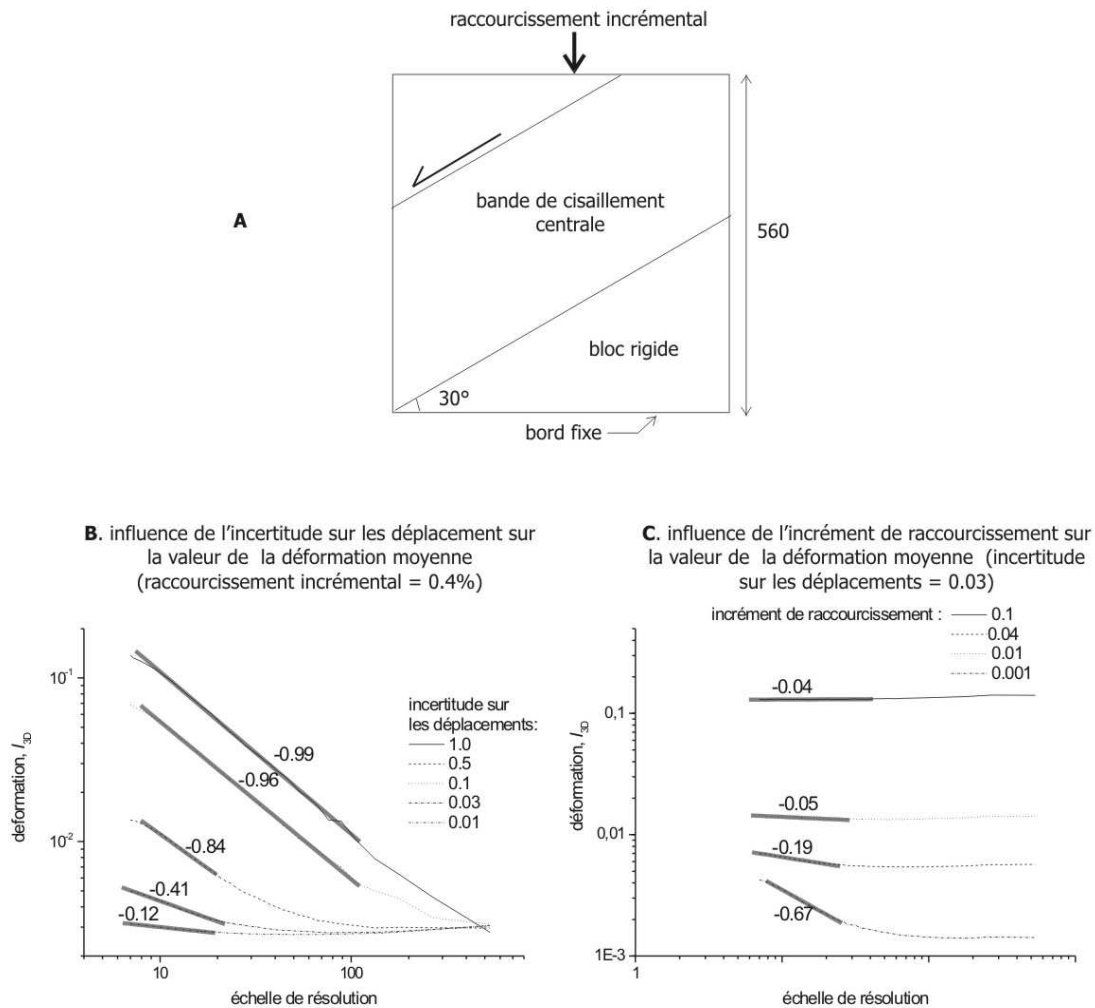 raccourcissement incrémental
A
bande de cisaillement
centrale
560
bloc rigide
30°
bord fixe
B. influence de l'incertitude sur les déplacement sur
la valeur de la déformation moyenne
(raccourcissement incrémental = 0.4%)
10⁻¹
10⁻²
deformation, I3D
-0.99
-0.96
-0.84
-0.41
-0.12
incertitude sur
les déplacements:
1.0
0.5
0.1
0.03
0.01
10
100
échelle de résolution
C. influence de l'incrément de raccourcissement sur
la valeur de la déformation moyenne (incertitude
sur les déplacements = 0.03)
incrément de raccourcissement :
0.1
0.04
0.01
0.001
0,1
0,01
1E-3
déformation, I3D
-0.04
-0.05
-0.19
-0.67
1
10
100
échelle de résolution